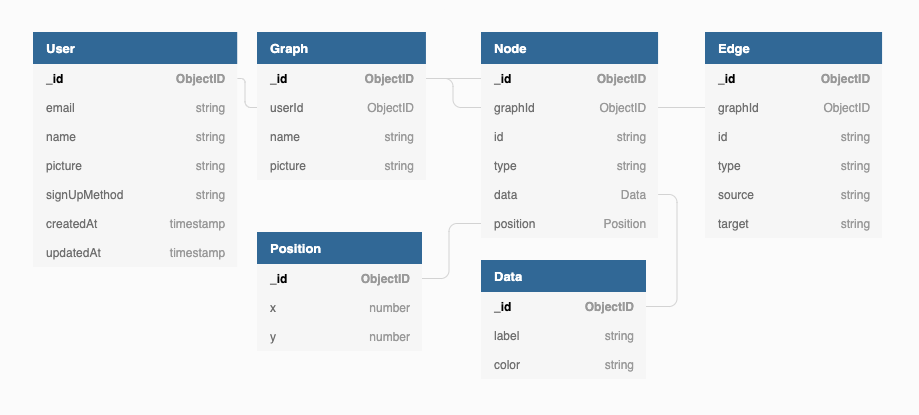 User
_id ObjectID
email string
name string
picture string
signUpMethod string
createdAt timestamp
updatedAt timestamp
Graph
_id ObjectID
userId ObjectID
name string
picture string
Node
_id ObjectID
graphId ObjectID
id string
type string
data Data
position Position
Edge
_id ObjectID
graphId ObjectID
id string
type string
source string
target string
Position
_id ObjectID
x number
y number
Data
_id ObjectID
label string
color string